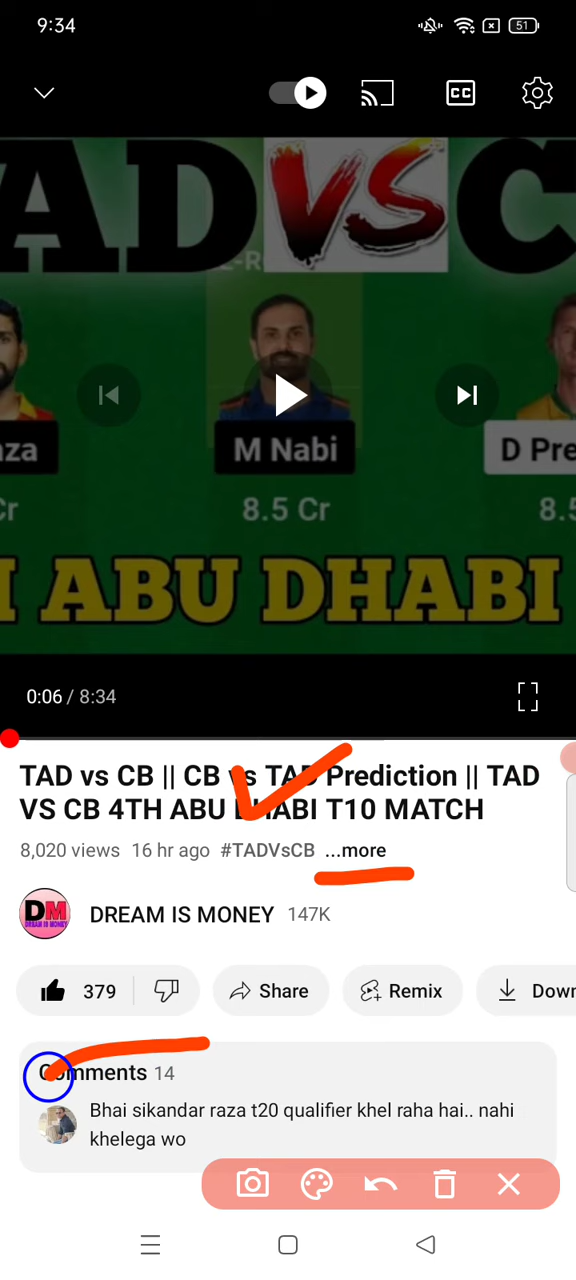 9:34
51
CC
AD VS C
aza
M Nabi
D Pre
Cr
8.5 Cr
8.5
I ABU DHABI
0:06 / 8:34
TAD vs CB || CB vs TAD Prediction || TAD
VS CB 4TH ABU DHABI T10 MATCH
8,020 views 16 hr ago #TADVsCB ...more
DM
DREAM IS MONEY
DREAM IS MONEY 147K
379 Share Remix Down
Comments 14
Bhai sikandar raza t20 qualifier khel raha hai.. nahi
khelega wo